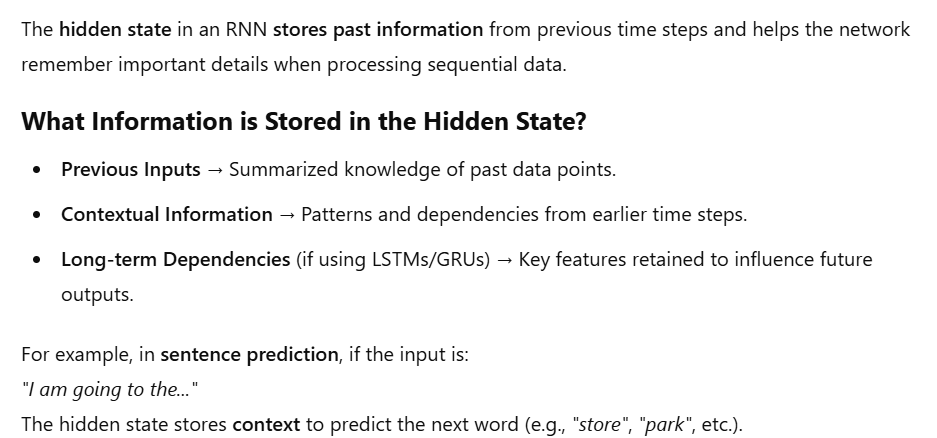 The hidden state in an RNN stores past information from previous time steps and helps the network
remember important details when processing sequential data.
What Information is Stored in the Hidden State?
• Previous Inputs → Summarized knowledge of past data points.
• Contextual Information → Patterns and dependencies from earlier time steps.
• Long-term Dependencies (if using LSTMs/GRUs) → Key features retained to influence future
outputs.
For example, in sentence prediction, if the input is:
"I am going to the..."
The hidden state stores context to predict the next word (e.g., "store", "park", etc.).